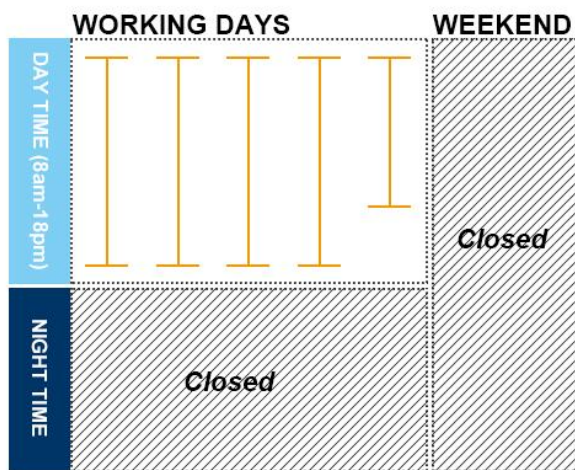 WORKING DAYS
WEEKEND
DAY TIME (8am-18pm)
Closed
Closed
NIGHT TIME